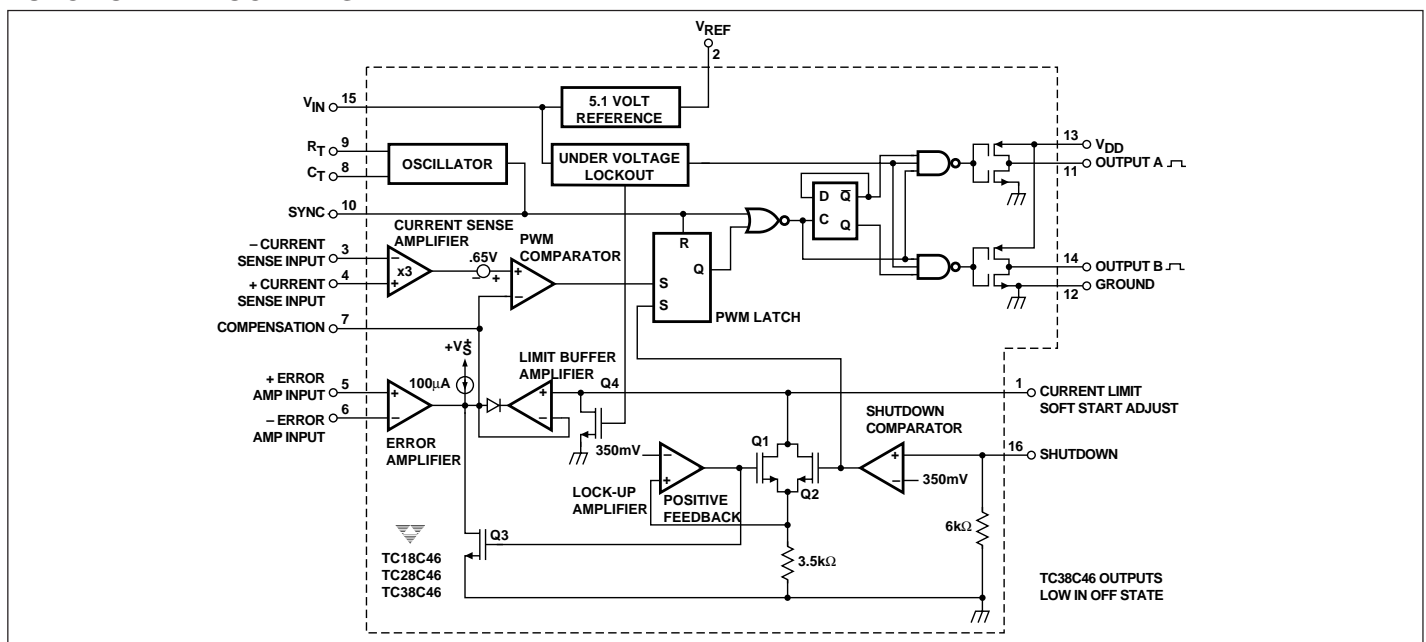 VREF
2
VIN 15
5.1 VOLT
REFERENCE
RT 9
CT 8
OSCILLATOR
UNDER VOLTAGE
LOCKOUT
13
VDD
OUTPUT A
11
SYNC 10
D Q
C Q
CURRENT SENSE
AMPLIFIER
– CURRENT 3
SENSE INPUT
+ CURRENT 4
SENSE INPUT
–
x3
+
.65V
– +
PWM
COMPARATOR
+
–
R
Q
S
S
PWM LATCH
14
OUTPUT B
GROUND
12
COMPENSATION 7
+VS+
100µA
LIMIT BUFFER
AMPLIFIER
+
–
Q4
1
CURRENT LIMIT
SOFT START ADJUST
+ ERROR 5
AMP INPUT
– ERROR 6
AMP INPUT
+
–
ERROR
AMPLIFIER
SHUTDOWN
COMPARATOR
+
–
16
SHUTDOWN
350mV
350mV
–
+
Q1
Q2
LOCK-UP
AMPLIFIER
POSITIVE
FEEDBACK
Q3
6kΩ
3.5kΩ
TC18C46
TC28C46
TC38C46
TC38C46 OUTPUTS
LOW IN OFF STATE